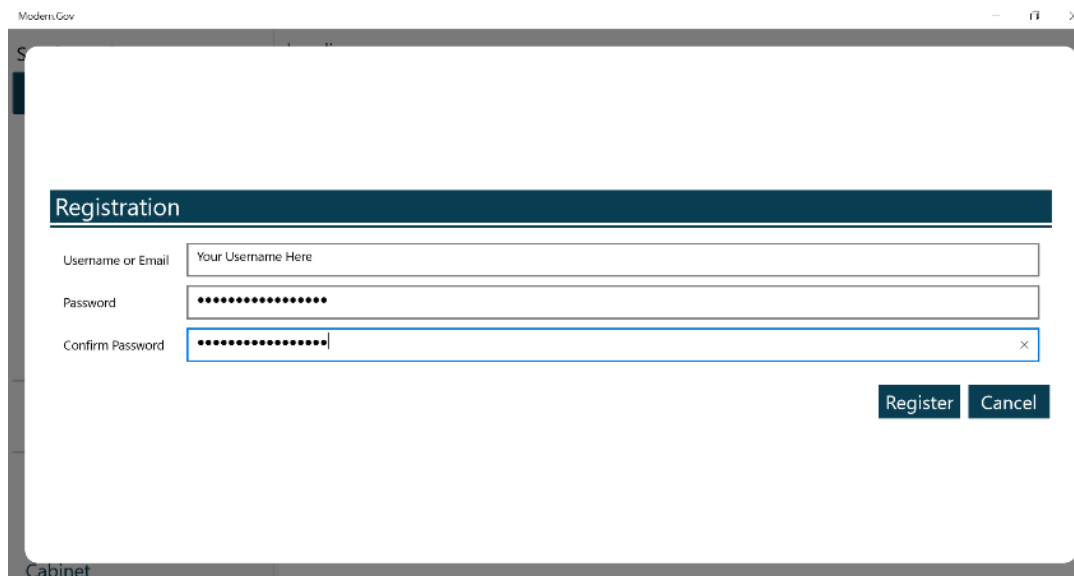 Modern.Gov
Registration
Username or Email
Your Username Here
Password
•••••••••••••••••
Confirm Password
•••••••••••••••••
Register Cancel
Cabinet